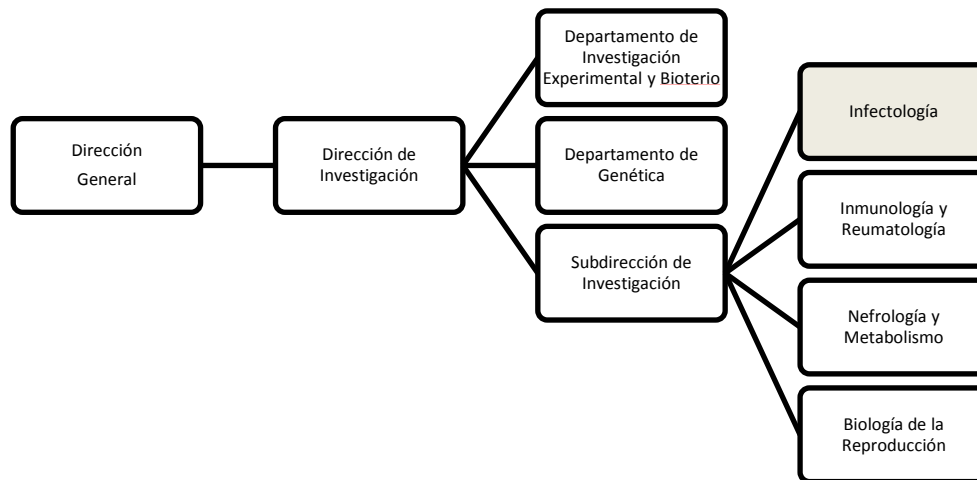 Dirección
General
Dirección de
Investigación
Departamento de
Investigación
Experimental y Bioterio
Departamento de
Genética
Subdirección de
Investigación
Infectología
Inmunología y
Reumatología
Nefrología y
Metabolismo
Biología de la
Reproducción